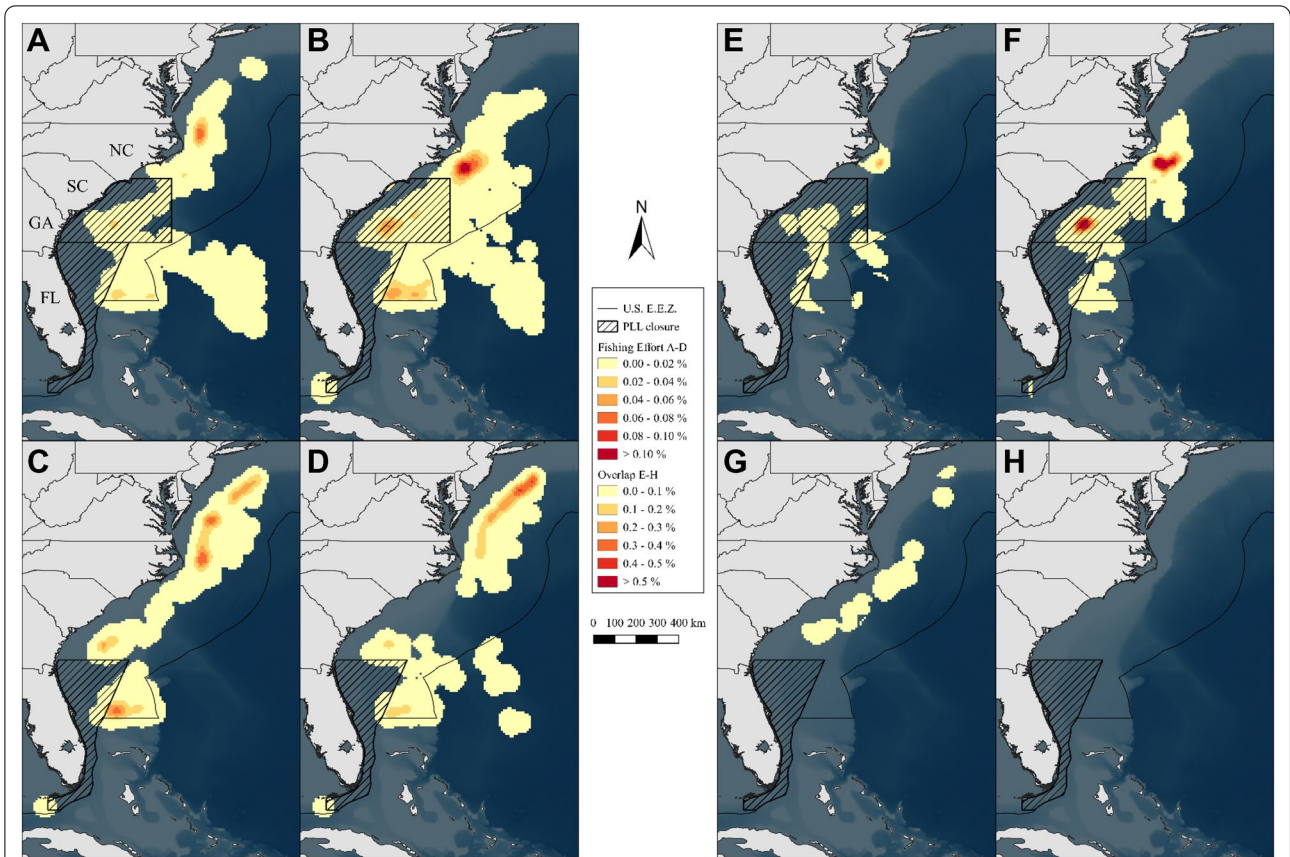 A
B
E
F
NC
SC
GA
FL
N
U.S. E.E.Z.
PLL closure
Fishing Effort A-D
0.00 - 0.02 %
0.02 - 0.04 %
0.04 - 0.06 %
0.06 - 0.08 %
0.08 - 0.10 %
> 0.10 %
Overlap E-H
0.0 - 0.1 %
0.1 - 0.2 %
0.2 - 0.3 %
0.3 - 0.4 %
0.4 - 0.5 %
> 0.5 %
0 100 200 300 400 km
C
D
G
H